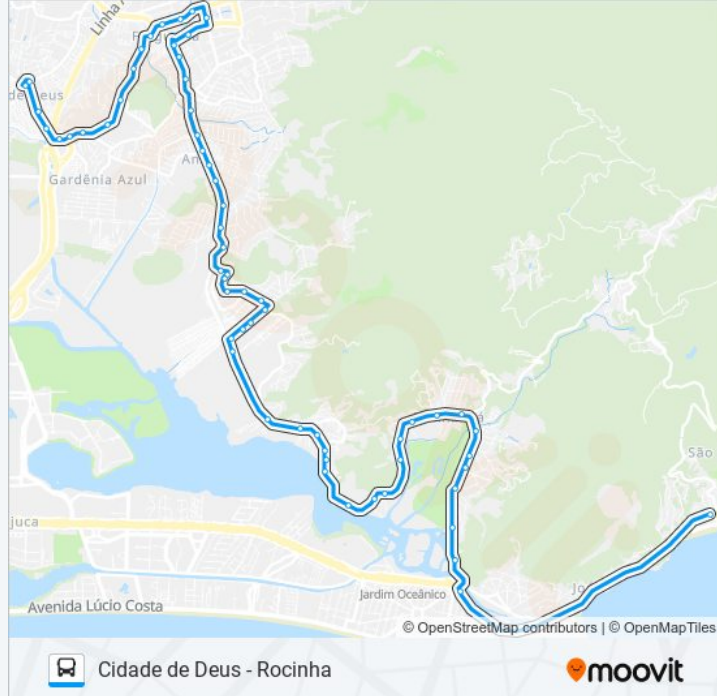 Linha A
de Deus
Gardênia Azul
São
juca
Jardim Oceânico
Avenida Lúcio Costa
© OpenStreetMap contributors | © OpenMapTiles
Cidade de Deus - Rocinha
moovit